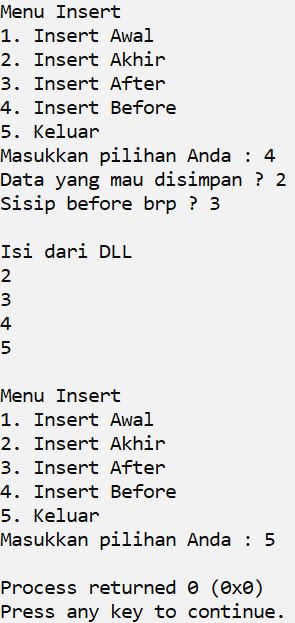 Menu Insert
1. Insert Awal
2. Insert Akhir
3. Insert After
4. Insert Before
5. Keluar
Masukkan pilihan Anda : 4
Data yang mau disimpan ? 2
Sisip before brp ? 3
Isi dari DLL
2
3
4
5
Menu Insert
1. Insert Awal
2. Insert Akhir
3. Insert After
4. Insert Before
5. Keluar
Masukkan pilihan Anda : 5
Process returned 0 (0x0)
Press any key to continue.